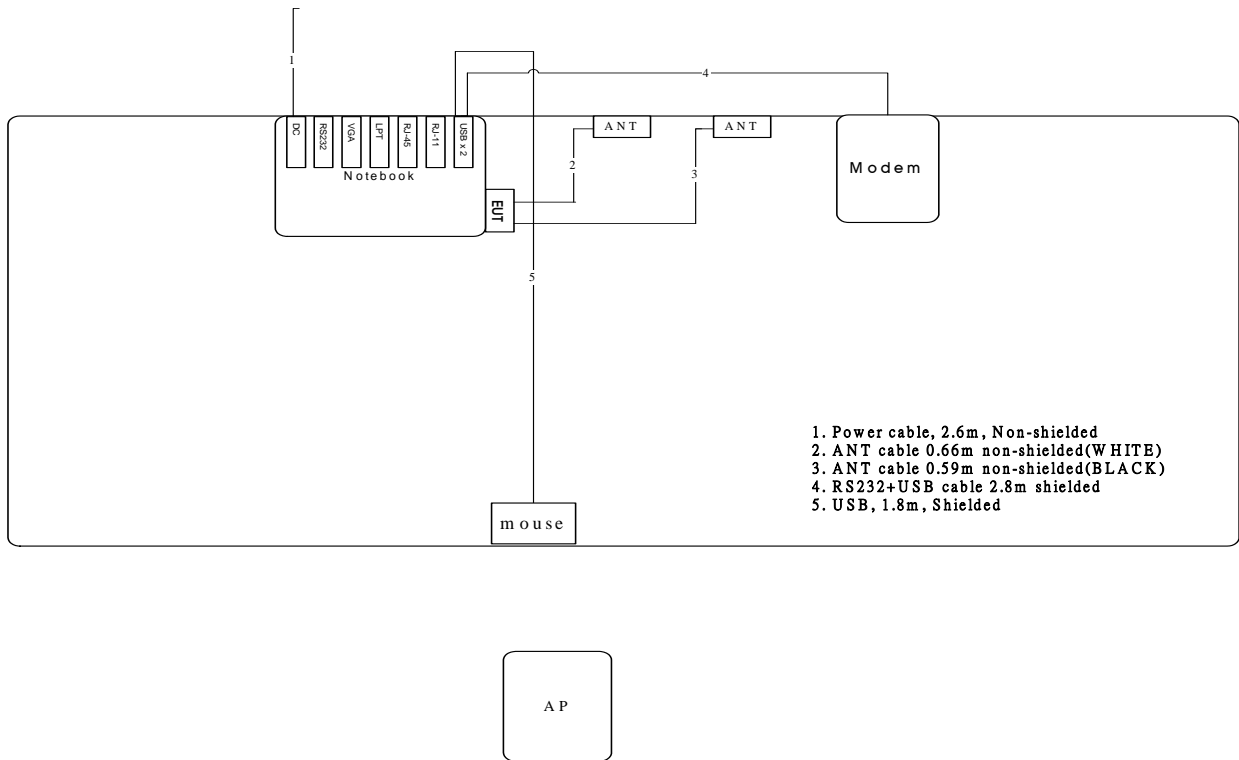 1
4
DC
RS232
VGA
LPT
RJ-45
RJ-11
USB x 2
Notebook
EUT
ANT
ANT
2
3
Modem
5
1. Power cable, 2.6m, Non-shielded
2. ANT cable 0.66m non-shielded(WHITE)
3. ANT cable 0.59m non-shielded(BLACK)
4. RS232+USB cable 2.8m shielded
5. USB, 1.8m, Shielded
mouse
AP